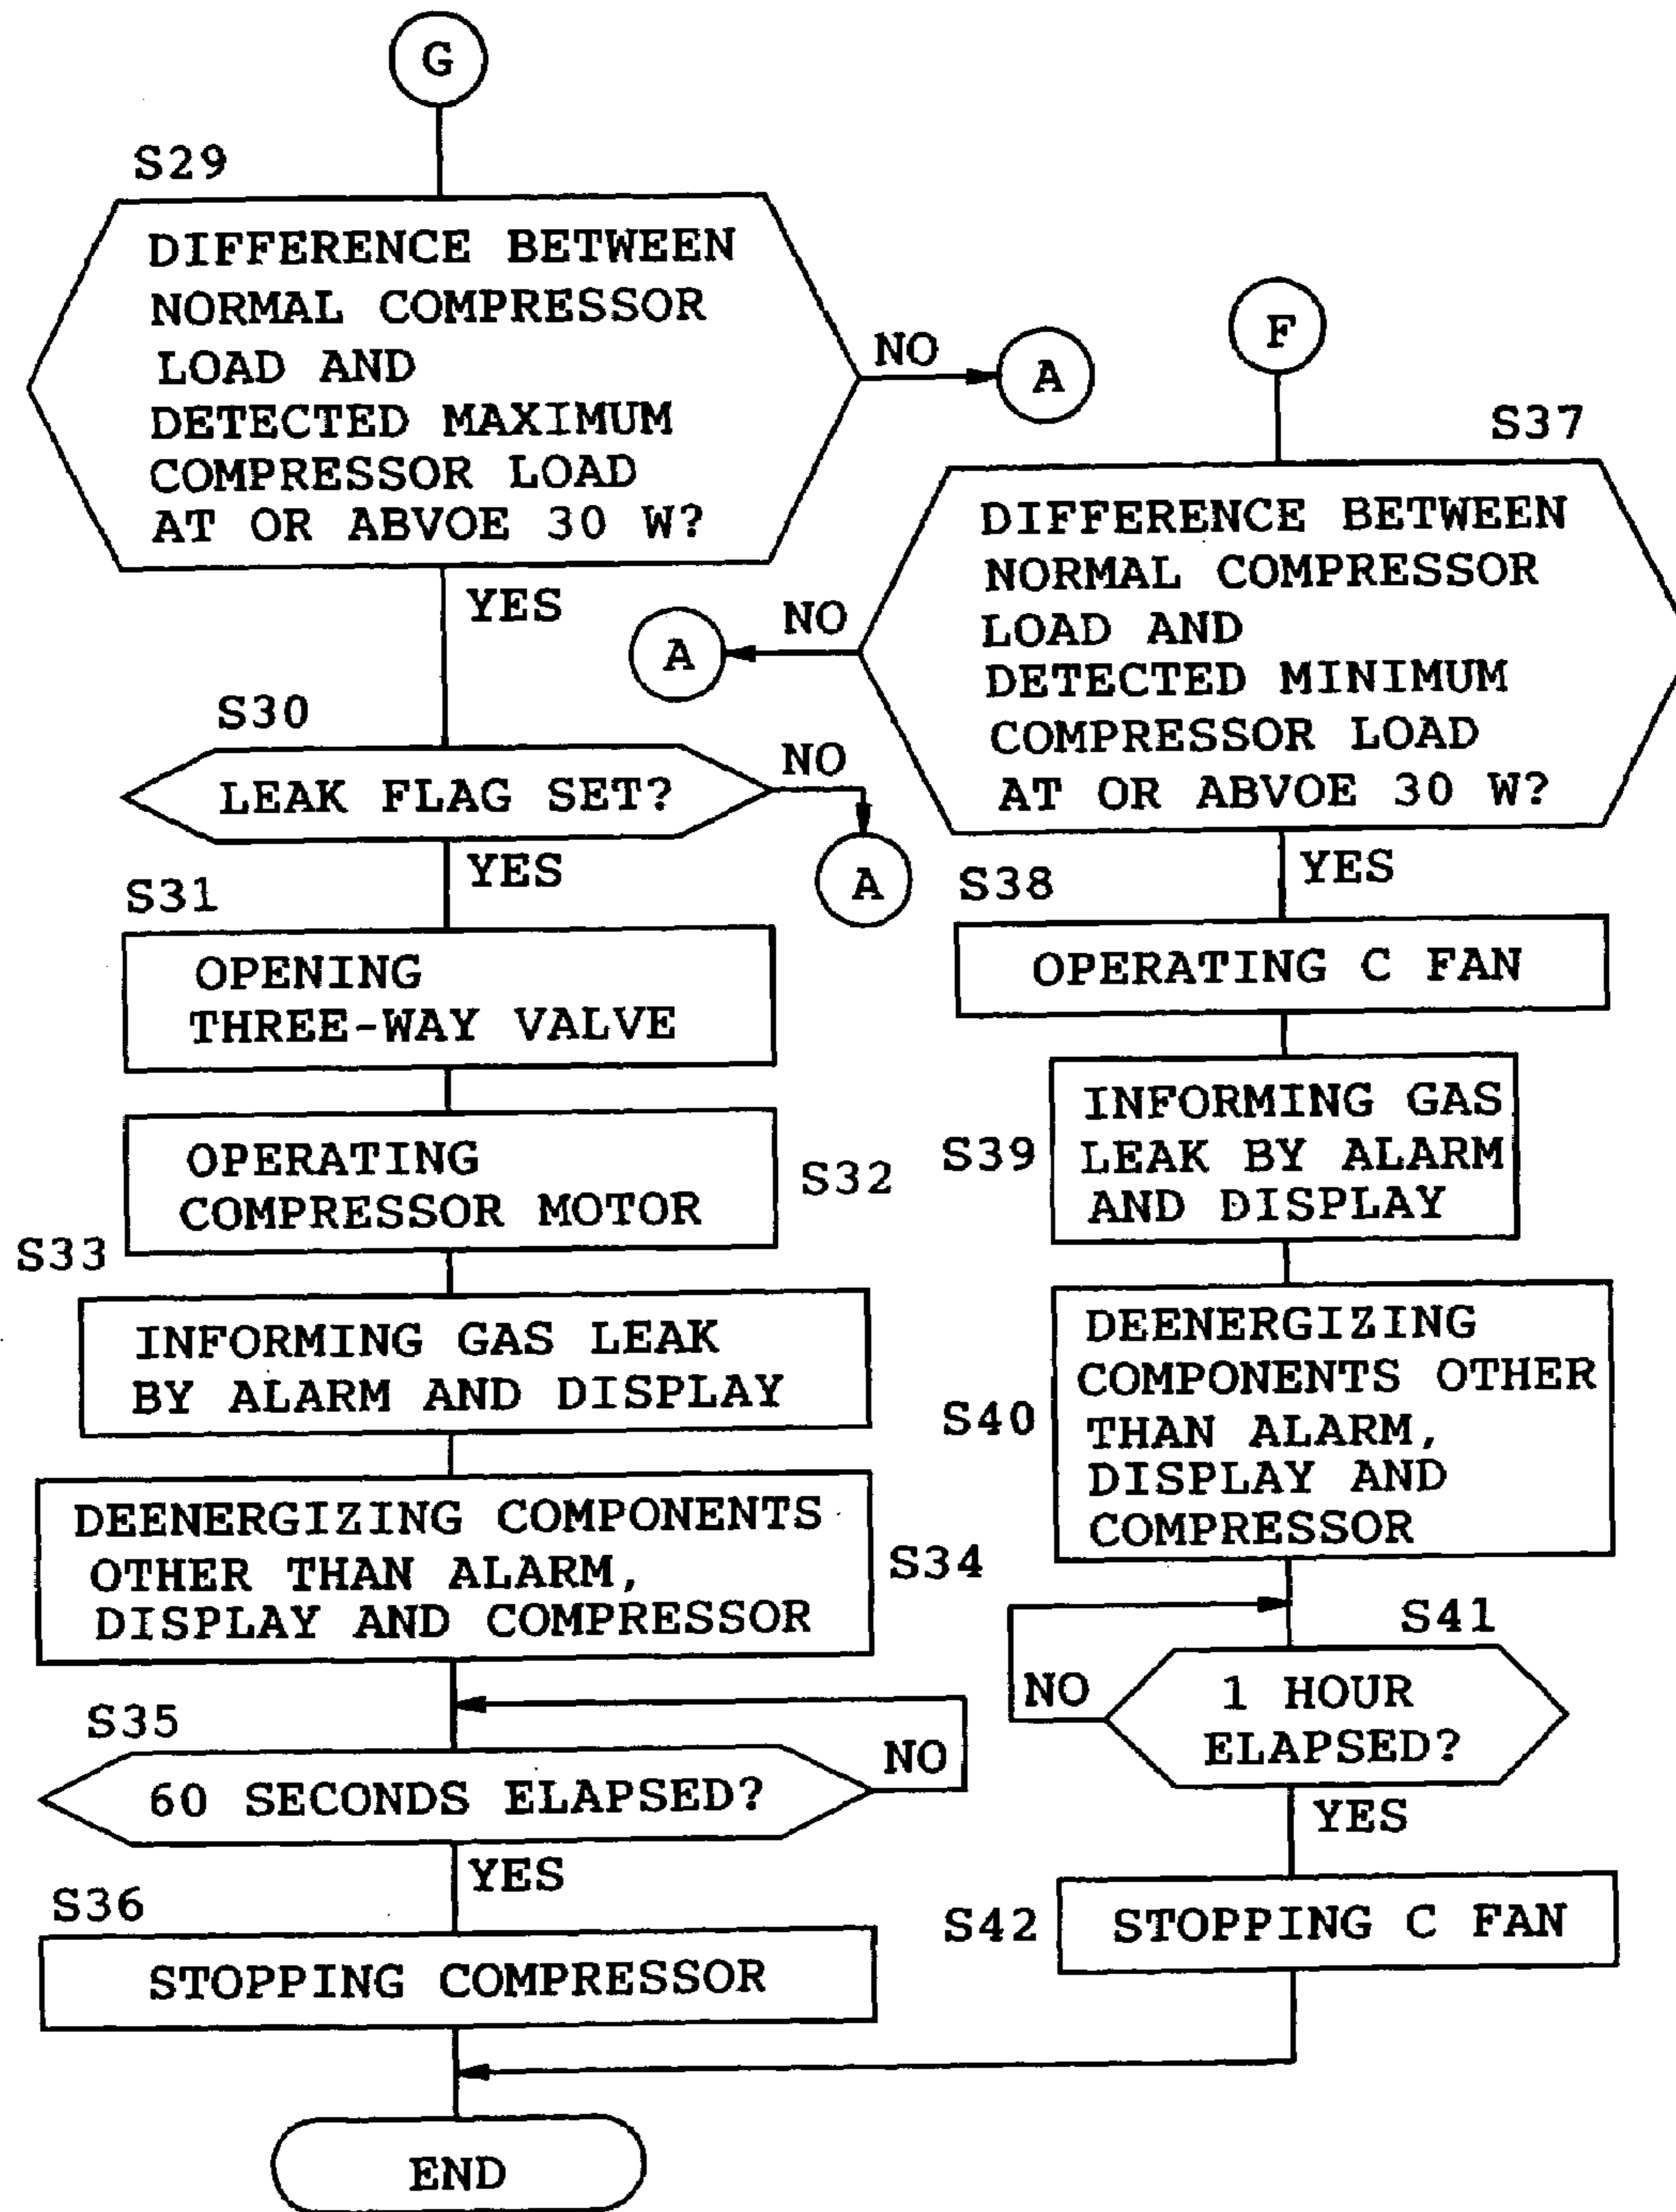 G
S29
DIFFERENCE BETWEEN
NORMAL COMPRESSOR
LOAD AND
DETECTED MAXIMUM
COMPRESSOR LOAD
AT OR ABVOE 30 W?
NO
A
YES
S30
LEAK FLAG SET?
NO
A
YES
S31
OPENING
THREE-WAY VALVE
OPERATING
COMPRESSOR MOTOR
S32
S33
INFORMING GAS LEAK
BY ALARM AND DISPLAY
DEENERGIZING COMPONENTS
OTHER THAN ALARM,
DISPLAY AND COMPRESSOR
S34
S35
60 SECONDS ELAPSED?
NO
YES
S36
STOPPING COMPRESSOR
END
F
S37
DIFFERENCE BETWEEN
NORMAL COMPRESSOR
LOAD AND
DETECTED MINIMUM
COMPRESSOR LOAD
AT OR ABVOE 30 W?
NO
A
YES
S38
OPERATING C FAN
S39
INFORMING GAS
LEAK BY ALARM
AND DISPLAY
S40
DEENERGIZING
COMPONENTS OTHER
THAN ALARM,
DISPLAY AND
COMPRESSOR
S41
1 HOUR
ELAPSED?
NO
YES
S42
STOPPING C FAN